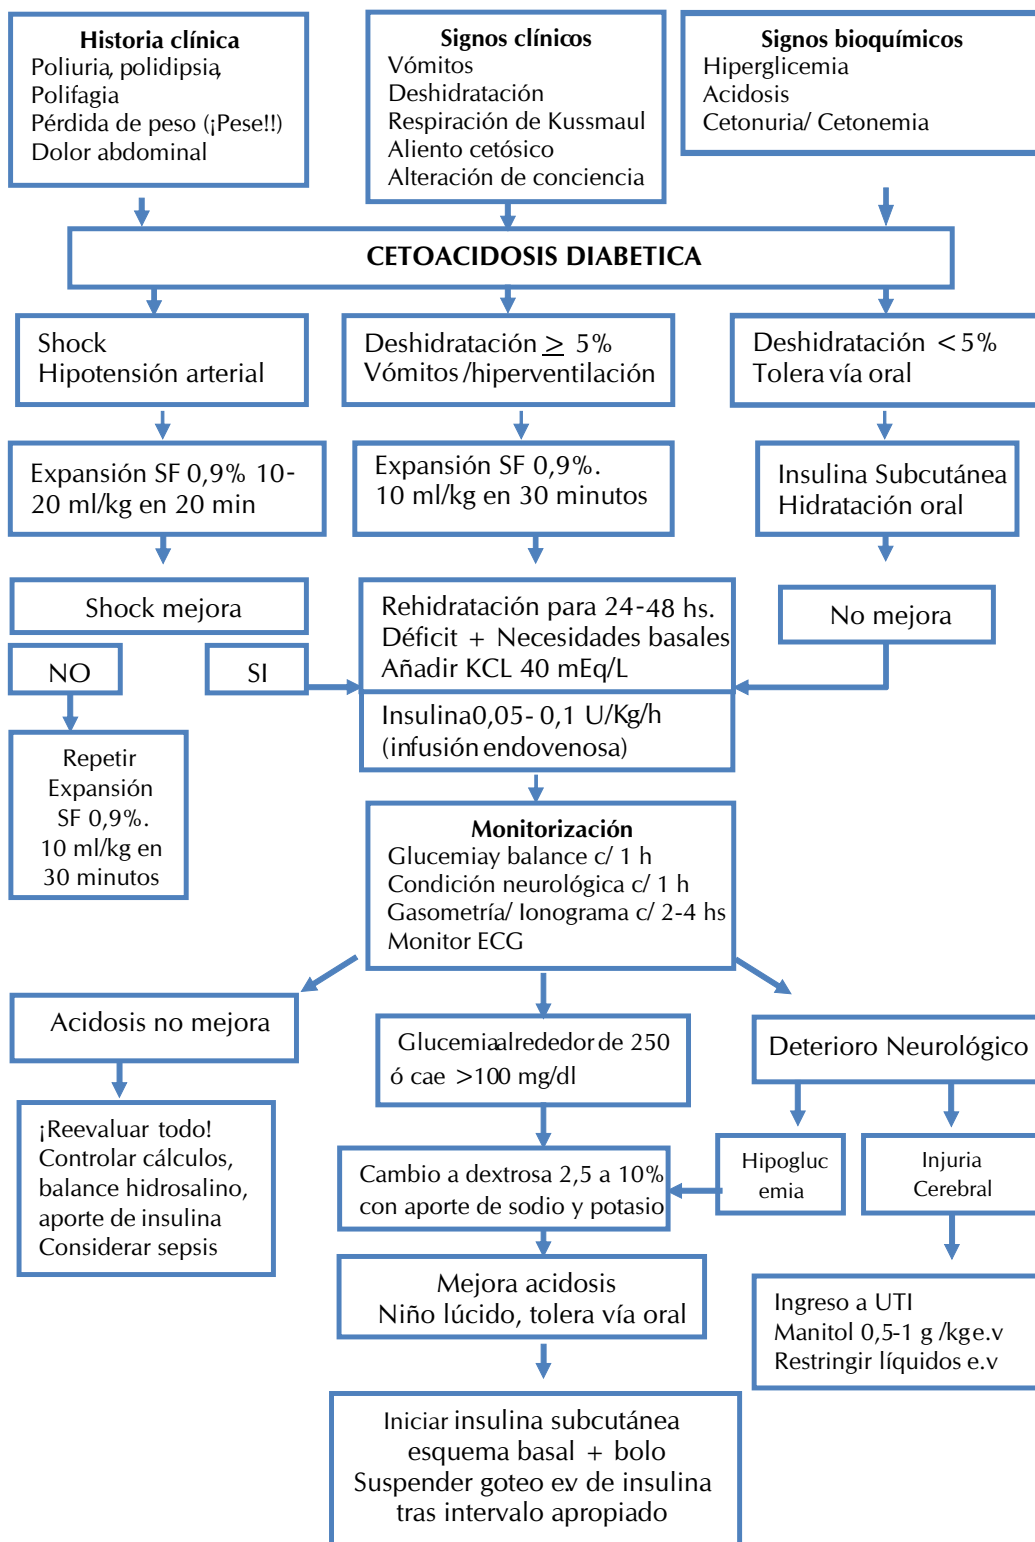 Historia clínica
Poliuria, polidipsia,
Polifagia
Pérdida de peso (¡Pese!!)
Dolor abdominal
Signos clínicos
Vómitos
Deshidratación
Respiración de Kussmaul
Aliento cetósico
Alteración de conciencia
Signos bioquímicos
Hiperglicemia
Acidosis
Cetonuria/ Cetonemia
CETOACIDOSIS DIABETICA
Shock
Hipotensión arterial
Deshidratación ≥ 5%
Vómitos/hiperventilación
Deshidratación <5%
Tolera vía oral
Expansión SF 0,9% 10-
20 ml/kg en 20 min
Expansión SF 0,9%.
10 ml/kg en 30 minutos
Insulina Subcutánea
Hidratación oral
Shock mejora
NO
SI
Rehidratación para 24-48 hs.
Déficit + Necesidades basales
Añadir KCL 40 mEq/L
No mejora
Insulina0,05- 0,1 U/Kg/h
(infusión endovenosa)
Repetir
Expansión
SF 0,9%.
10 ml/kg en
30 minutos
Monitorización
Glucemiay balance c/ 1 h
Condición neurológica c/ 1 h
Gasometría/ Ionograma c/ 2-4 hs
Monitor ECG
Acidosis no mejora
Glucemiaalrededor de 250
ó cae >100 mg/dl
Deterioro Neurológico
¡Reevaluar todo!
Controlar cálculos,
balance hidrosalino,
aporte de insulina
Considerar sepsis
Cambio a dextrosa 2,5 a 10%
con aporte de sodio y potasio
Hipogluc
emia
Injuria
Cerebral
Mejora acidosis
Niño lúcido, tolera vía oral
Ingreso a UTI
Manitol 0,5-1 g /kg e.v
Restringir líquidos e.v
Iniciar insulina subcutánea
esquema basal + bolo
Suspender goteo e.v de insulina
tras intervalo apropiado